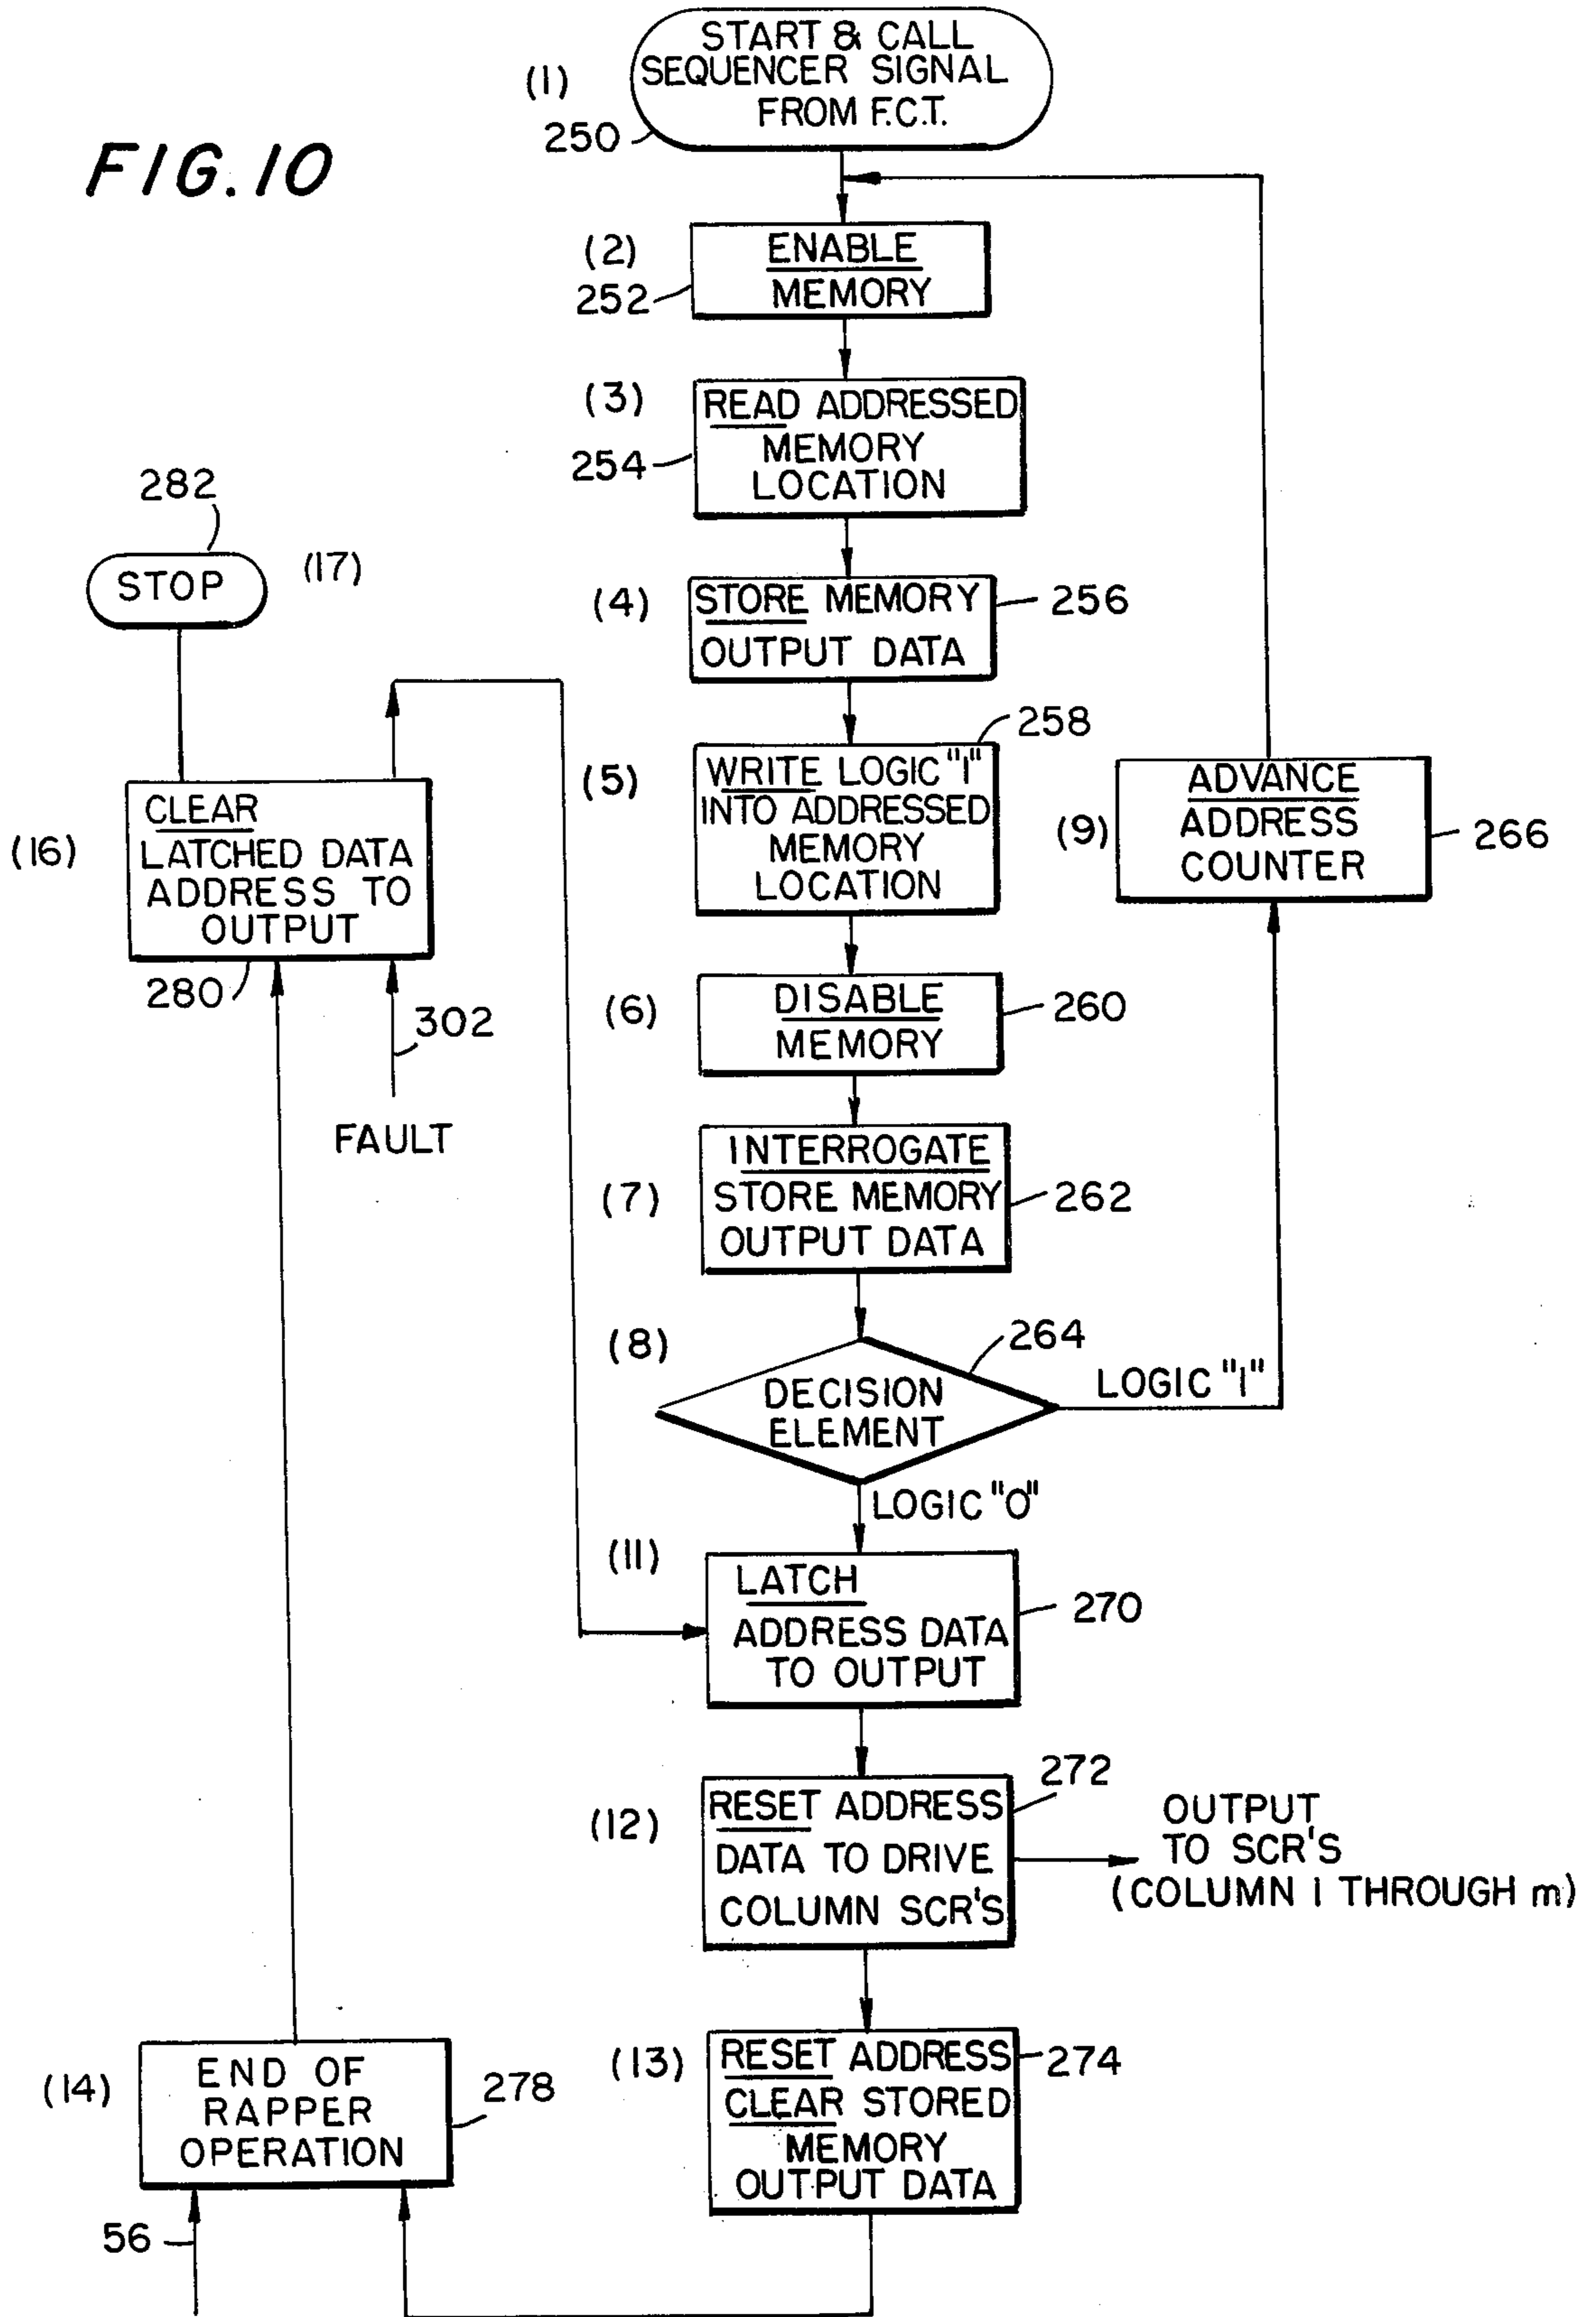 FIG. 10
START & CALL
SEQUENCER SIGNAL
FROM F.C.T.
(1)
250
(2)
252
ENABLE
MEMORY
(3)
254
READ ADDRESSED
MEMORY
LOCATION
282
STOP
(17)
(4)
STORE MEMORY
OUTPUT DATA
256
(5)
258
WRITE LOGIC "1"
INTO ADDRESSED
MEMORY
LOCATION
(9)
ADVANCE
ADDRESS
COUNTER
266
(16)
CLEAR
LATCHED DATA
ADDRESS TO
OUTPUT
280
302
FAULT
(6)
DISABLE
MEMORY
260
(7)
INTERROGATE
STORE MEMORY
OUTPUT DATA
262
(8)
DECISION
ELEMENT
264
LOGIC "1"
LOGIC "0"
(11)
LATCH
ADDRESS DATA
TO OUTPUT
270
(12)
RESET ADDRESS
DATA TO DRIVE
COLUMN SCR'S
272
OUTPUT
TO SCR'S
(COLUMN 1 THROUGH m)
(13)
RESET ADDRESS
CLEAR STORED
MEMORY
OUTPUT DATA
274
(14)
END OF
RAPPER
OPERATION
278
56